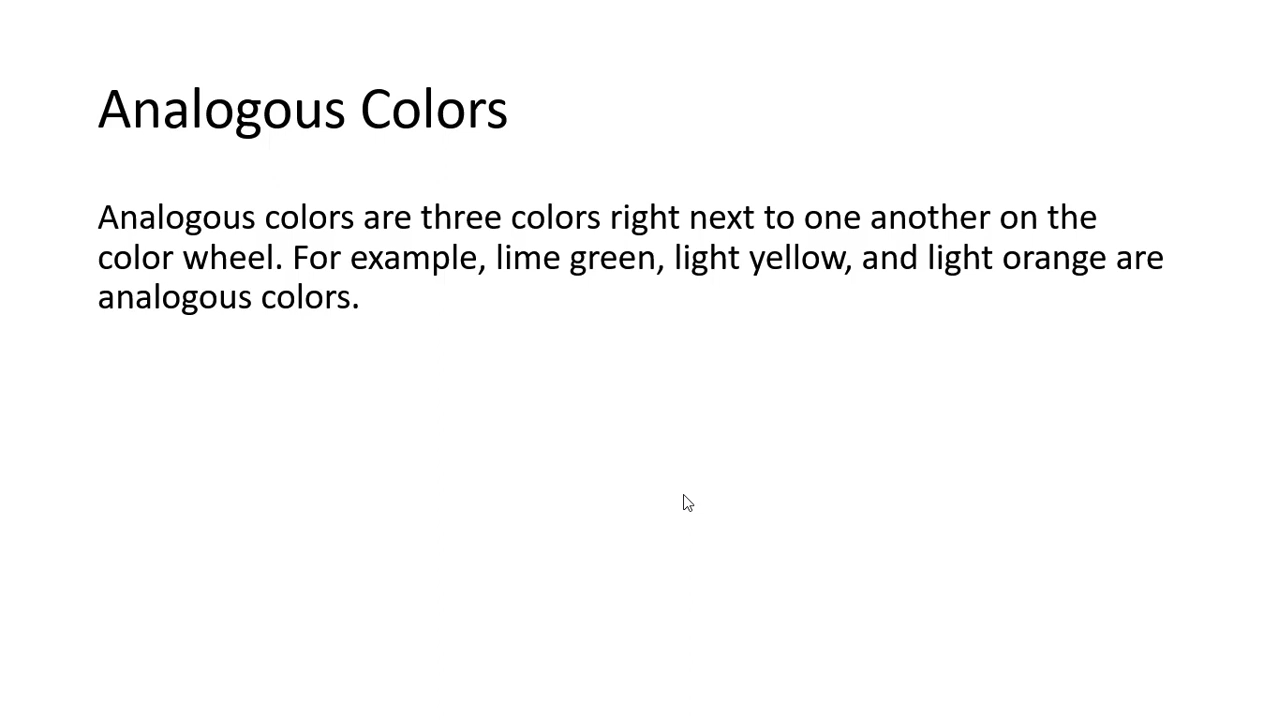 Analogous Colors
Analogous colors are three colors right next to one another on the
color wheel. For example, lime green, light yellow, and light orange are
analogous colors.